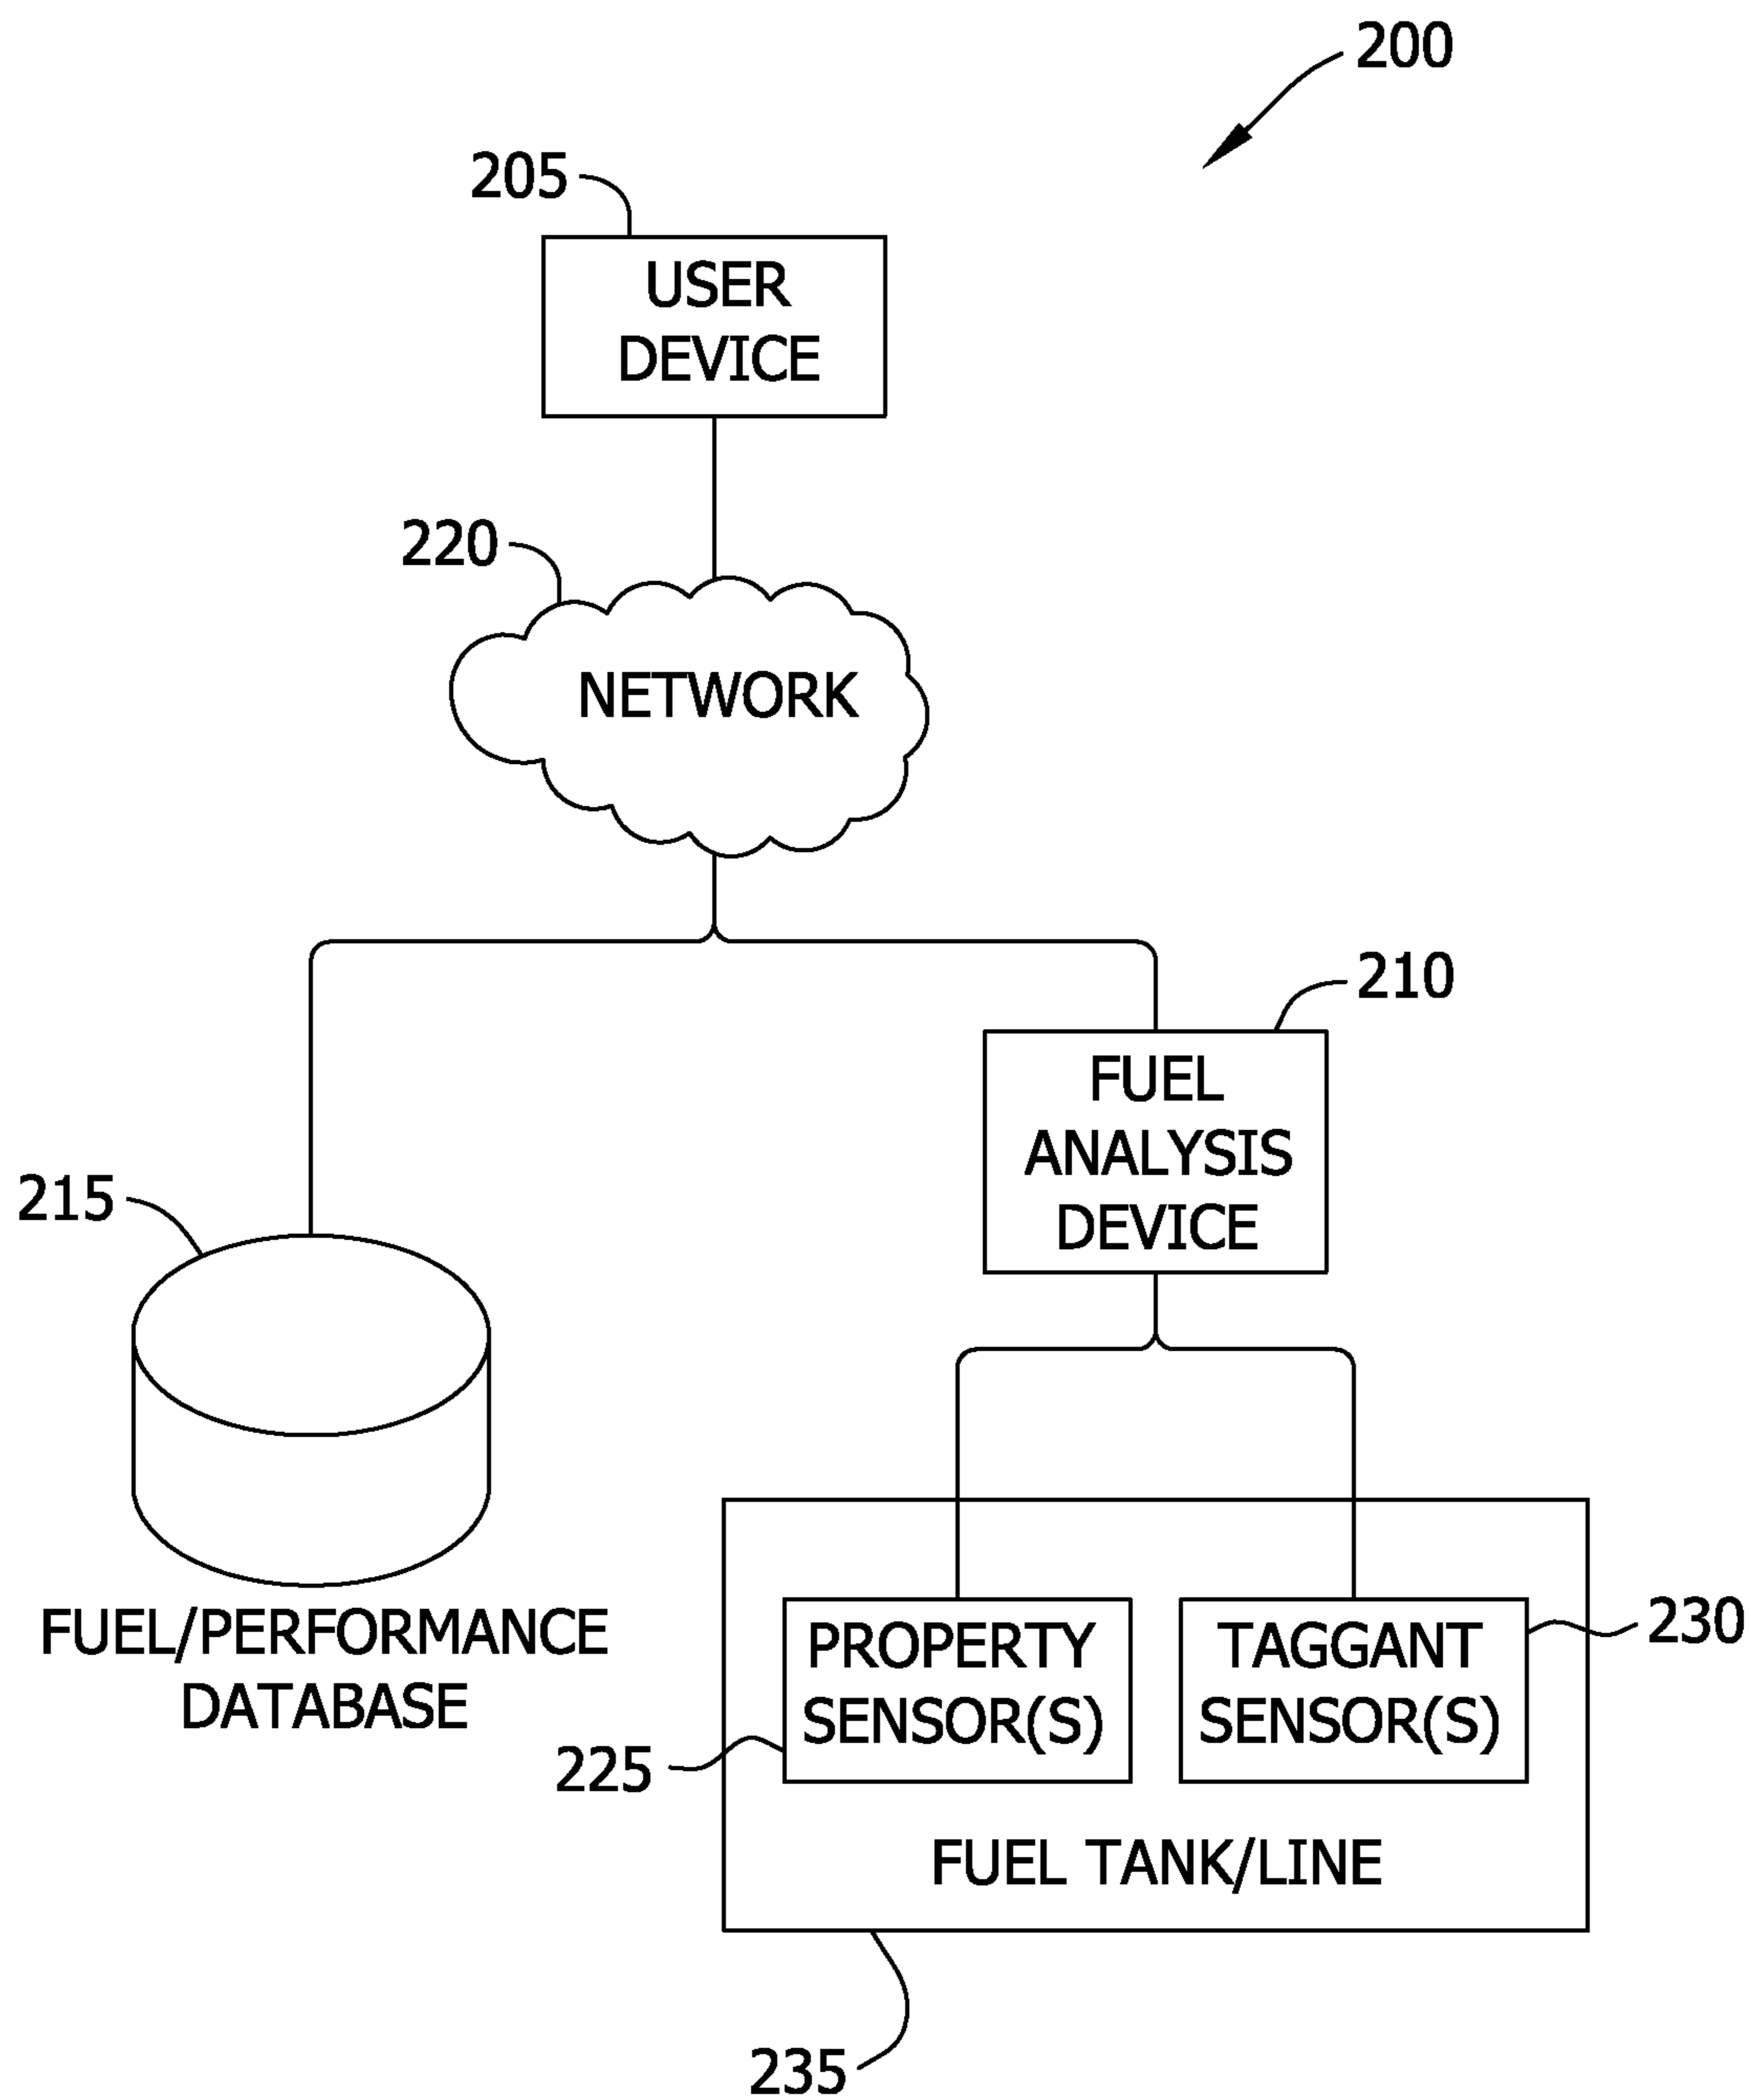 200
205
USER
DEVICE
220
NETWORK
210
FUEL
ANALYSIS
DEVICE
215
FUEL/PERFORMANCE
DATABASE
PROPERTY
SENSOR(S)
225
TAGGANT
SENSOR(S)
230
FUEL TANK/LINE
235